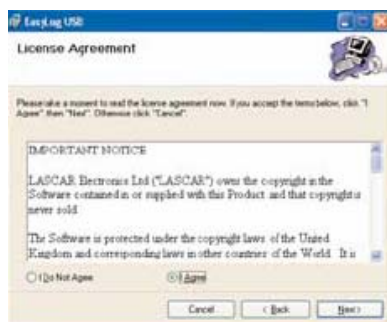 EasyLog USB
License Agreement
Please take a moment to read the license agreement now. If you accept the terms below, click "I
Agree" then "Next". Otherwise click "Cancel".
IMPORTANT NOTICE
LASCAR Electronics Ltd ("LASCAR") owns the copyright in the
Software contained in or supplied with this Product and that copyright is
never sold.
The Software is protected under the copyright laws of the United
Kingdom and corresponding laws in other countries of the World. It is
I Do Not Agree
I Agree
Cancel
< Back
Next >